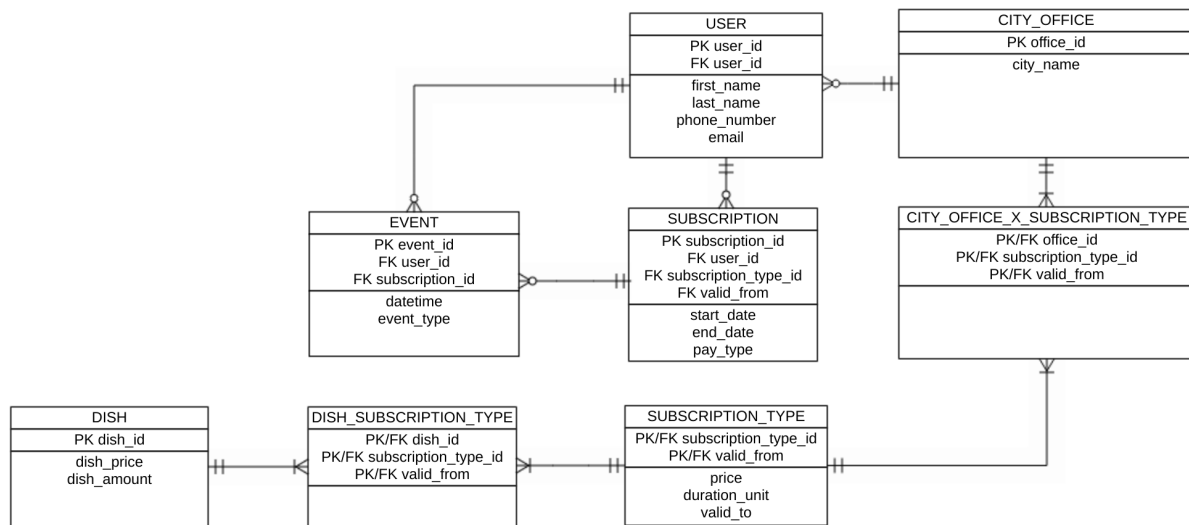 USER
PK user_id
FK user_id
first_name
last_name
phone_number
email
CITY_OFFICE
PK office_id
city_name
EVENT
PK event_id
FK user_id
FK subscription_id
datetime
event_type
SUBSCRIPTION
PK subscription_id
FK user_id
FK subscription_type_id
FK valid_from
start_date
end_date
pay_type
CITY_OFFICE_X_SUBSCRIPTION_TYPE
PK/FK office_id
PK/FK subscription_type_id
PK/FK valid_from
DISH
PK dish_id
dish_price
dish_amount
DISH_SUBSCRIPTION_TYPE
PK/FK dish_id
PK/FK subscription_type_id
PK/FK valid_from
SUBSCRIPTION_TYPE
PK/FK subscription_type_id
PK/FK valid_from
price
duration_unit
valid_to